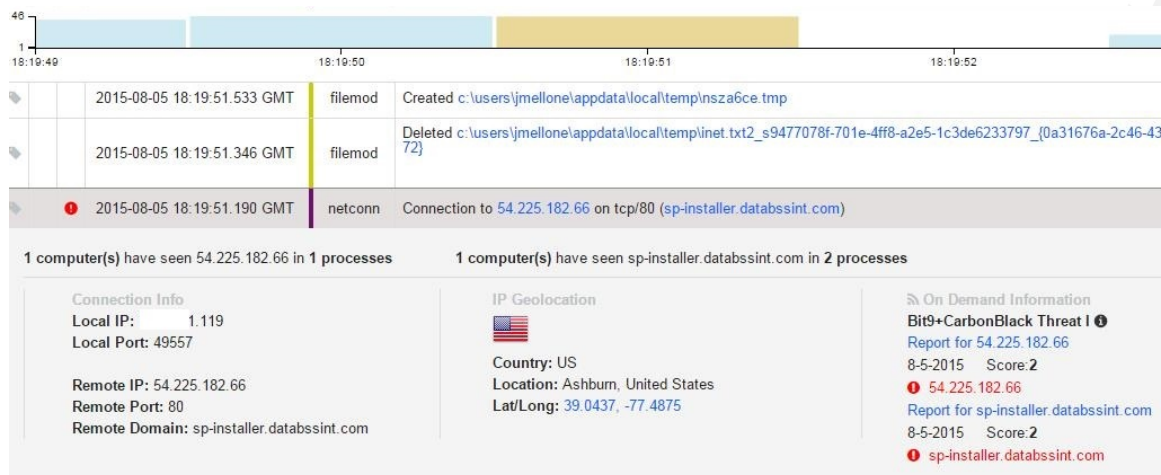 46
1
18:19:49 18:19:50 18:19:51 18:19:52
2015-08-05 18:19:51.533 GMT filemod Created c:\users\jmellone\appdata\local\temp\nsza6ce.tmp
2015-08-05 18:19:51.346 GMT filemod Deleted c:\users\jmellone\appdata\local\temp\inet.txt2_s9477078f-701e-4ff8-a2e5-1c3de6233797_{0a31676a-2c46-43
72}
2015-08-05 18:19:51.190 GMT netconn Connection to 54.225.182.66 on tcp/80 (sp-installer.databssint.com)
1 computer(s) have seen 54.225.182.66 in 1 processes
1 computer(s) have seen sp-installer.databssint.com in 2 processes
Connection Info
Local IP: 1.119
Local Port: 49557
Remote IP: 54.225.182.66
Remote Port: 80
Remote Domain: sp-installer.databssint.com
IP Geolocation
Country: US
Location: Ashburn, United States
Lat/Long: 39.0437, -77.4875
On Demand Information
Bit9+CarbonBlack Threat I
Report for 54.225.182.66
8-5-2015 Score:2
54.225.182.66
Report for sp-installer.databssint.com
8-5-2015 Score:2
sp-installer.databssint.com